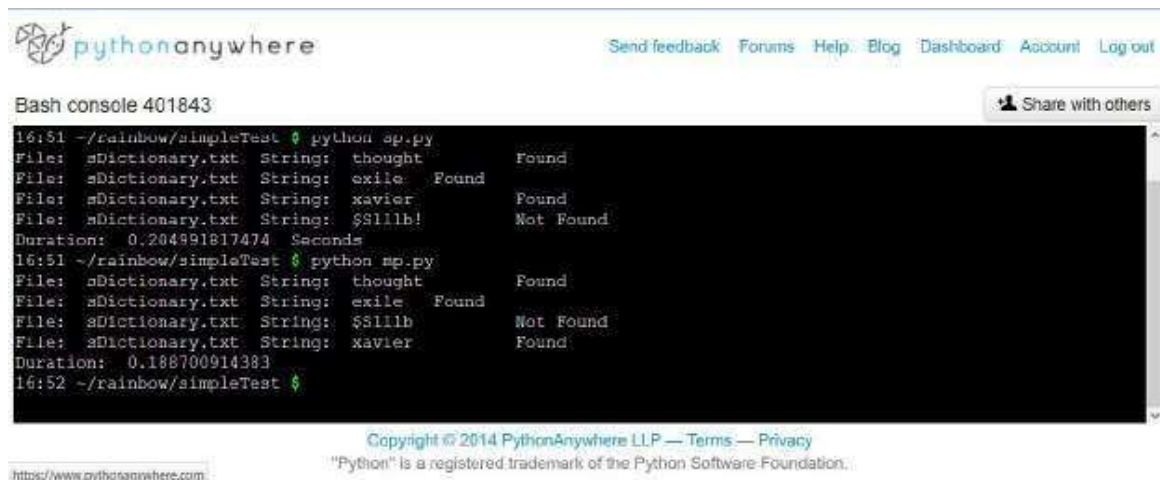 pythonanywhere
Send feedback Forums Help Blog Dashboard Account Log out
Bash console 401843
Share with others
16:51 ~/rainbow/simpleTest $ python sp.py
File: sDictionary.txt String: thought Found
File: sDictionary.txt String: exile Found
File: sDictionary.txt String: xavier Found
File: sDictionary.txt String: $Slllb! Not Found
Duration: 0.204991817474 Seconds
16:51 ~/rainbow/simpleTest $ python mp.py
File: sDictionary.txt String: thought Found
File: sDictionary.txt String: exile Found
File: sDictionary.txt String: $Slllb Not Found
File: sDictionary.txt String: xavier Found
Duration: 0.188700914383
16:52 ~/rainbow/simpleTest $
Copyright © 2014 PythonAnywhere LLP — Terms — Privacy
"Python" is a registered trademark of the Python Software Foundation.
https://www.pythonanywhere.com